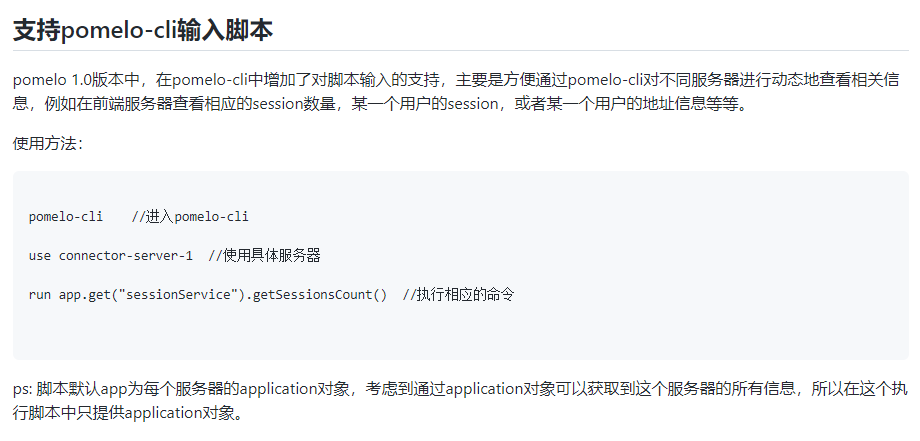 支持pomelo-cli输入脚本
pomelo 1.0版本中，在pomelo-cli中增加了对脚本输入的支持，主要是方便通过pomelo-cli对不同服务器进行动态地查看相关信
息，例如在前端服务器查看相应的session数量，某一个用户的session，或者某一个用户的地址信息等等。
使用方法：
pomelo-cli    //进入pomelo-cli
use connector-server-1  //使用具体服务器
run app.get("sessionService").getSessionsCount()  //执行相应的命令
ps: 脚本默认app为每个服务器的application对象，考虑到通过application对象可以获取到这个服务器的所有信息，所以在这个执
行脚本中只提供application对象。